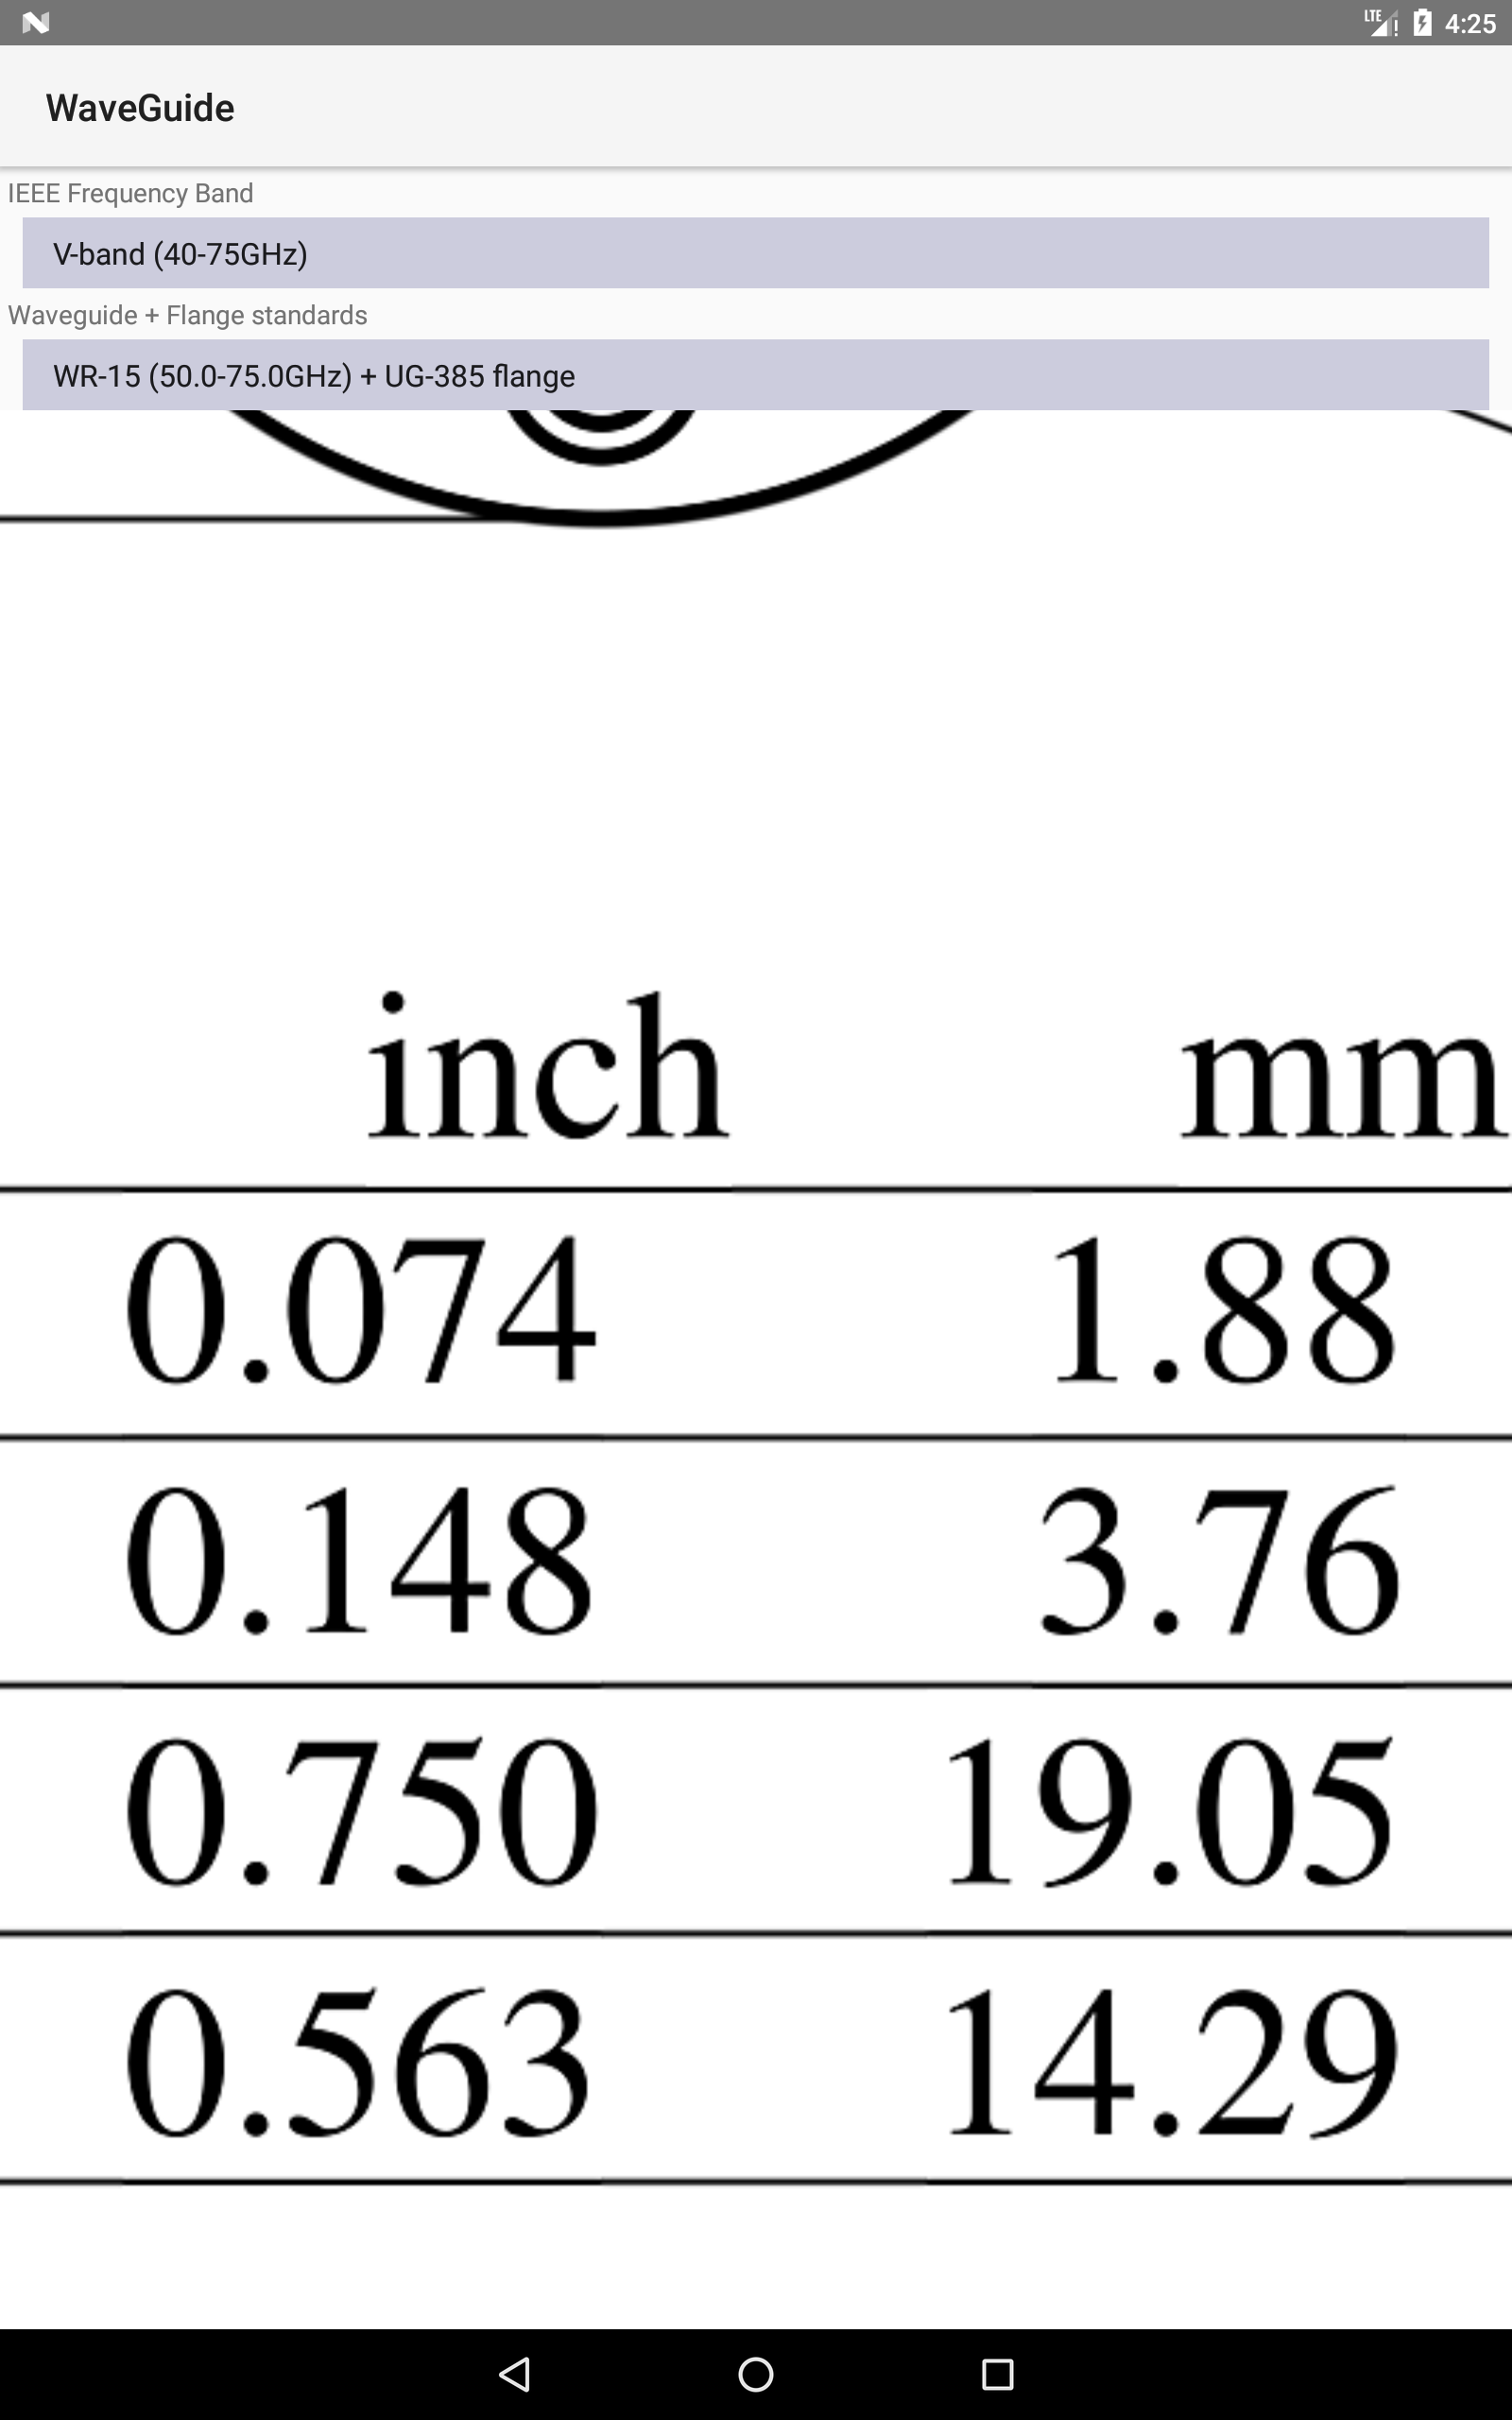 LTE 4:25
WaveGuide
IEEE Frequency Band
V-band (40-75GHz)
Waveguide + Flange standards
WR-15 (50.0-75.0GHz) + UG-385 flange
inch mm
0.074 1.88
0.148 3.76
0.750 19.05
0.563 14.29